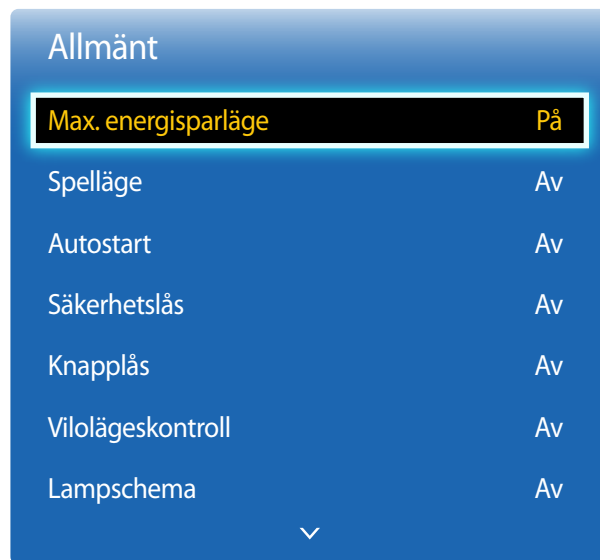 Allmänt
Max. energisparläge På
Spelläge Av
Autostart Av
Säkerhetslås Av
Knapplås Av
Vilolägeskontroll Av
Lampschema Av